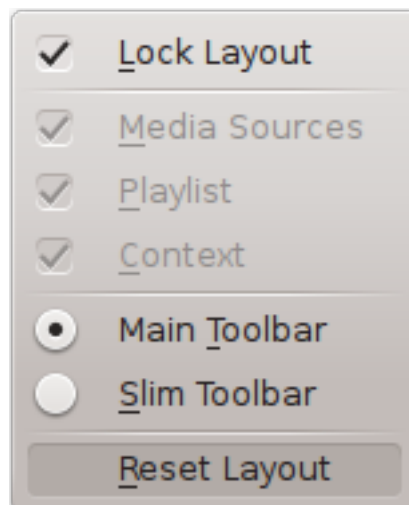 Lock Layout
Media Sources
Playlist
Context
Main Toolbar
Slim Toolbar
Reset Layout